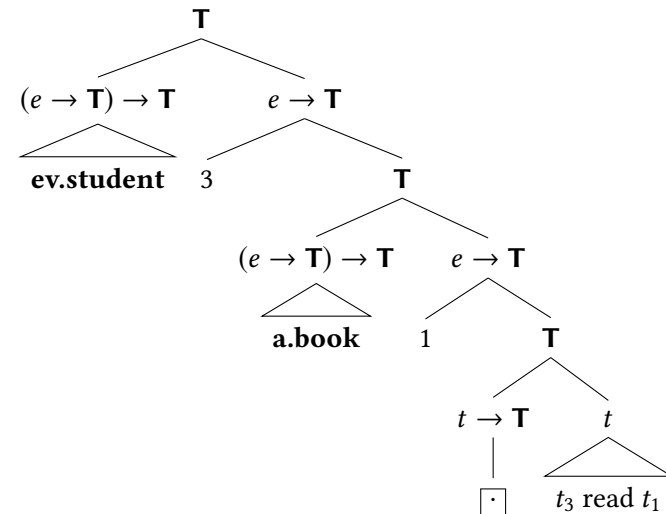 T
(e → T) → T e → T
ev.student 3 T
(e → T) → T e → T
a.book 1 T
t → T t
· t₃ read t₁